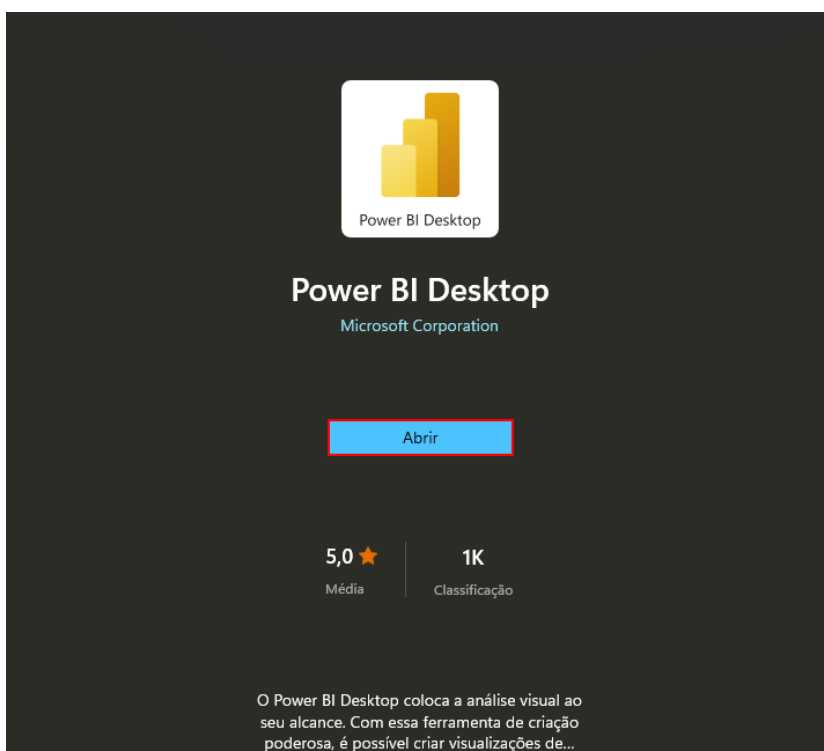 Power BI Desktop
Power BI Desktop
Microsoft Corporation
Abrir
5,0
1K
Média
Classificação
O Power BI Desktop coloca a análise visual ao
seu alcance. Com essa ferramenta de criação
poderosa, é possível criar visualizações de...